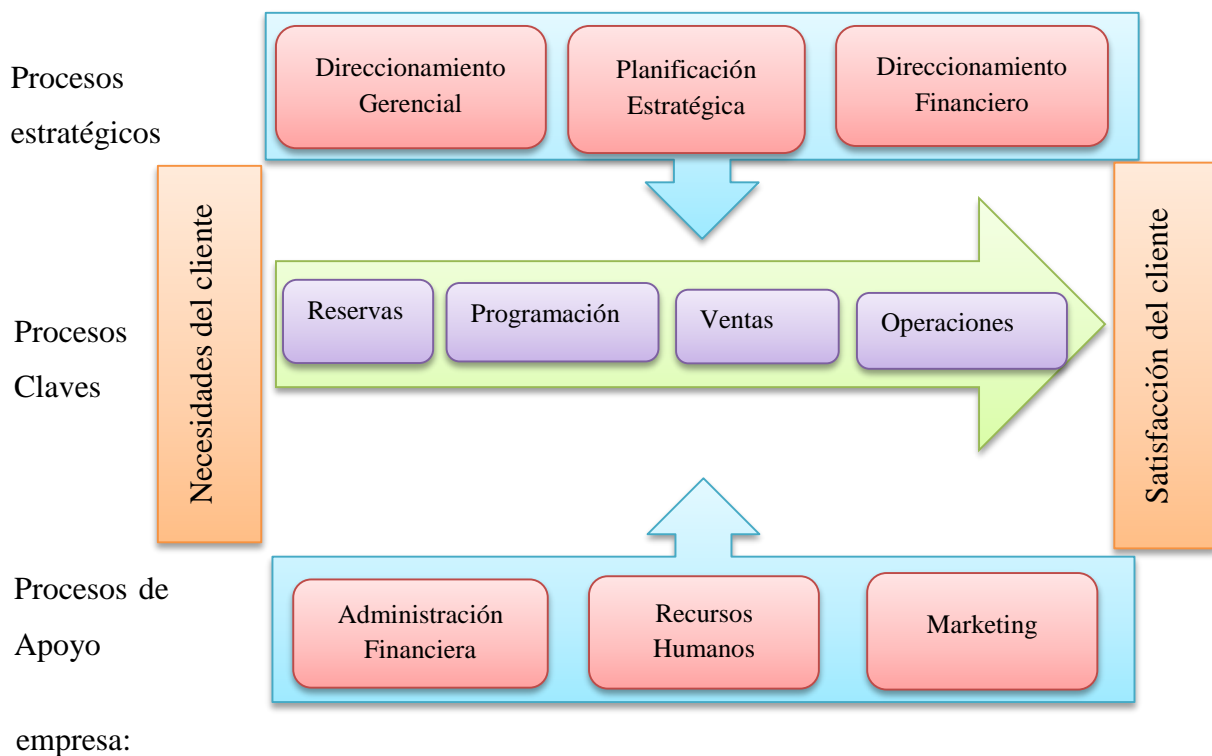 Procesos
estratégicos
Direccionamiento
Gerencial
Planificación
Estratégica
Direccionamiento
Financiero
Necesidades del cliente
Procesos
Claves
Reservas
Programación
Ventas
Operaciones
Satisfacción del cliente
Procesos de
Apoyo
Administración
Financiera
Recursos
Humanos
Marketing
empresa: